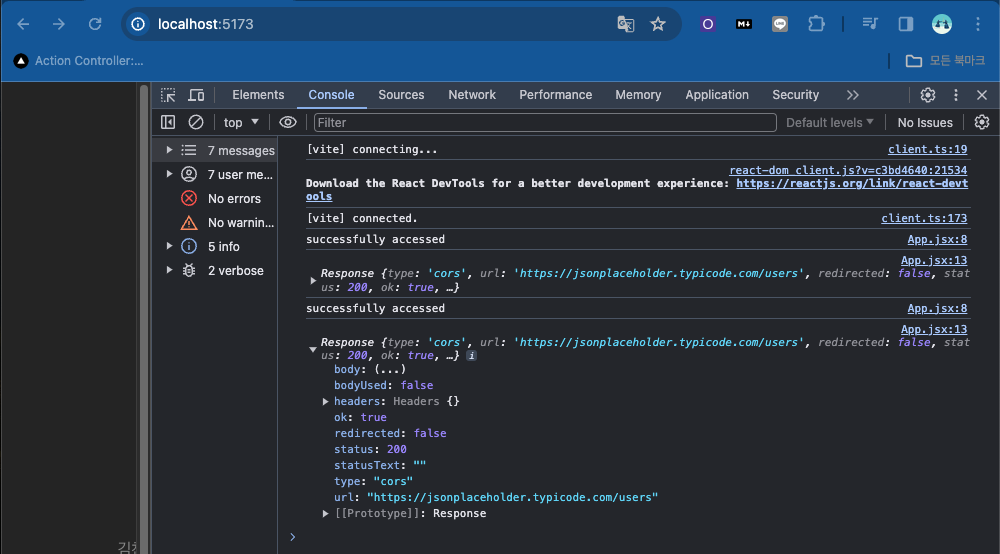 localhost:5173
Action Controller:...
모든 북마크
Elements Console Sources Network Performance Memory Application Security
top Filter Default levels No Issues
7 messages
7 user me...
No errors
No warnin...
5 info
2 verbose
[vite] connecting... client.ts:19
react-dom_client.js?v=c3bd4640:21534
Download the React DevTools for a better development experience: https://reactjs.org/link/react-devt
ools
[vite] connected. client.ts:173
successfully accessed App.jsx:8
App.jsx:13
Response {type: 'cors', url: 'https://jsonplaceholder.typicode.com/users', redirected: false, stat
us: 200, ok: true, …}
successfully accessed App.jsx:8
App.jsx:13
Response {type: 'cors', url: 'https://jsonplaceholder.typicode.com/users', redirected: false, stat
us: 200, ok: true, …} i
body: (...)
bodyUsed: false
headers: Headers {}
ok: true
redirected: false
status: 200
statusText: ""
type: "cors"
url: "https://jsonplaceholder.typicode.com/users"
[[Prototype]]: Response